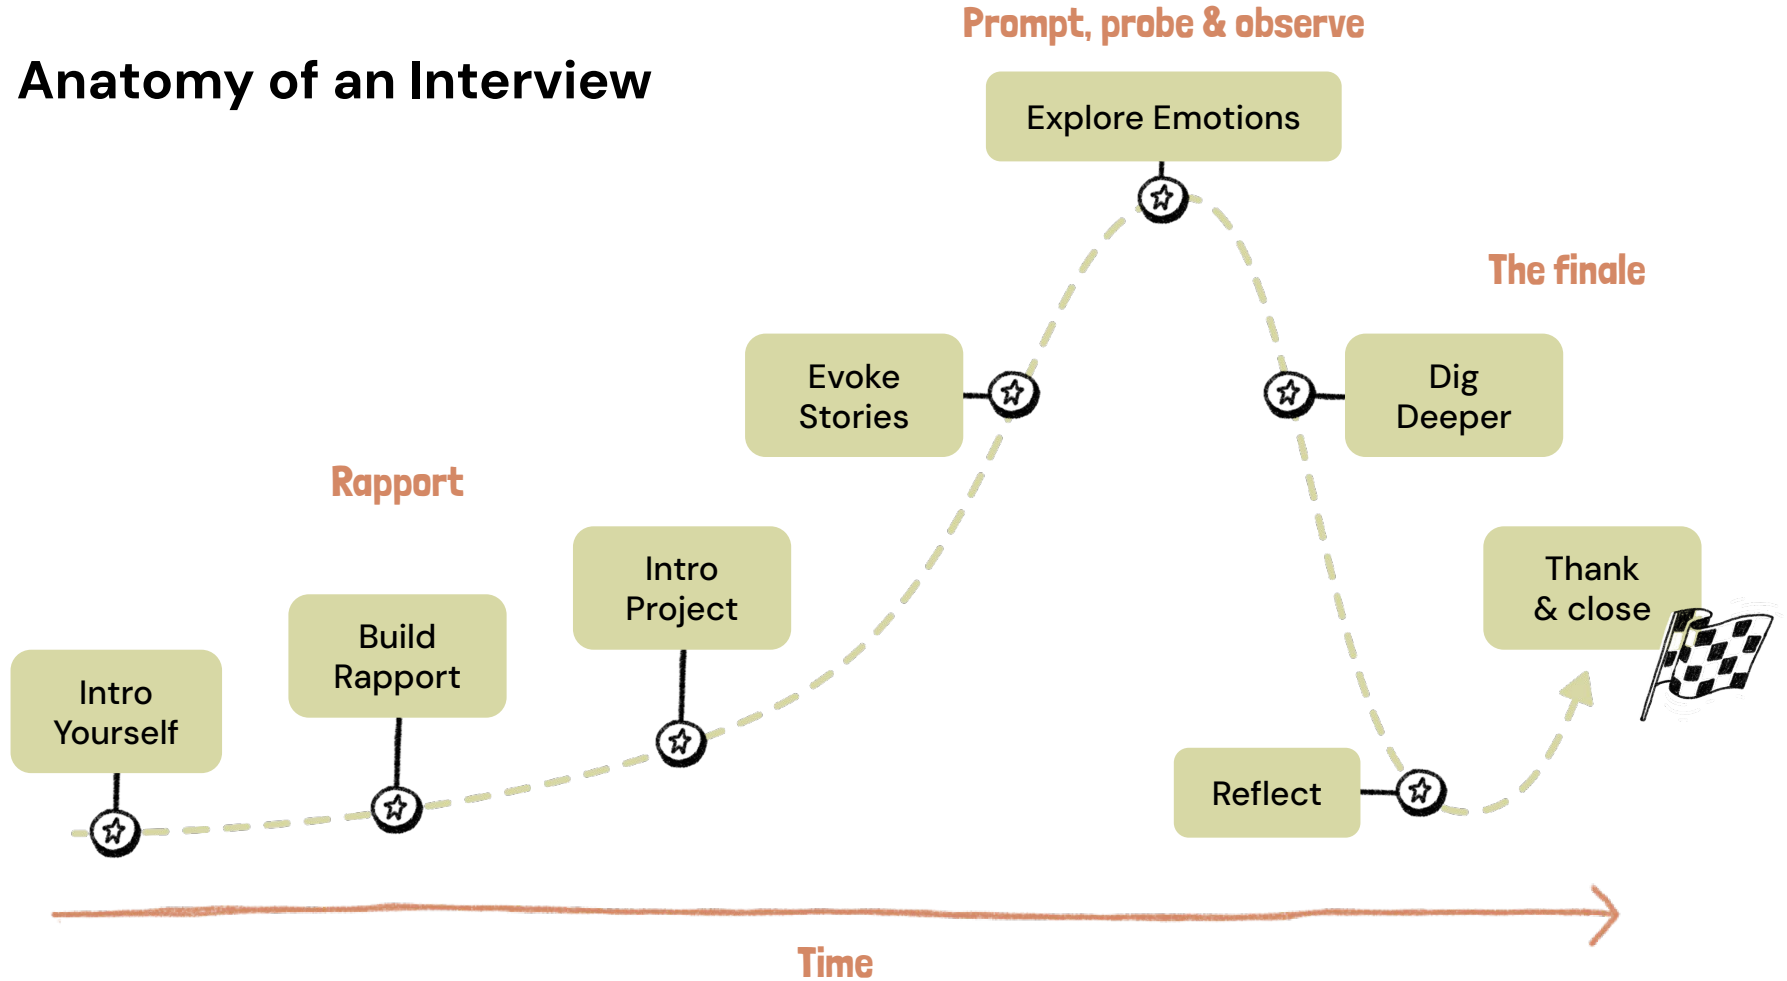 Anatomy of an Interview
Prompt, probe & observe
Explore Emotions
The finale
Evoke
Stories
Dig
Deeper
Rapport
Intro
Project
Thank
& close
Build
Rapport
Intro
Yourself
Reflect
Time